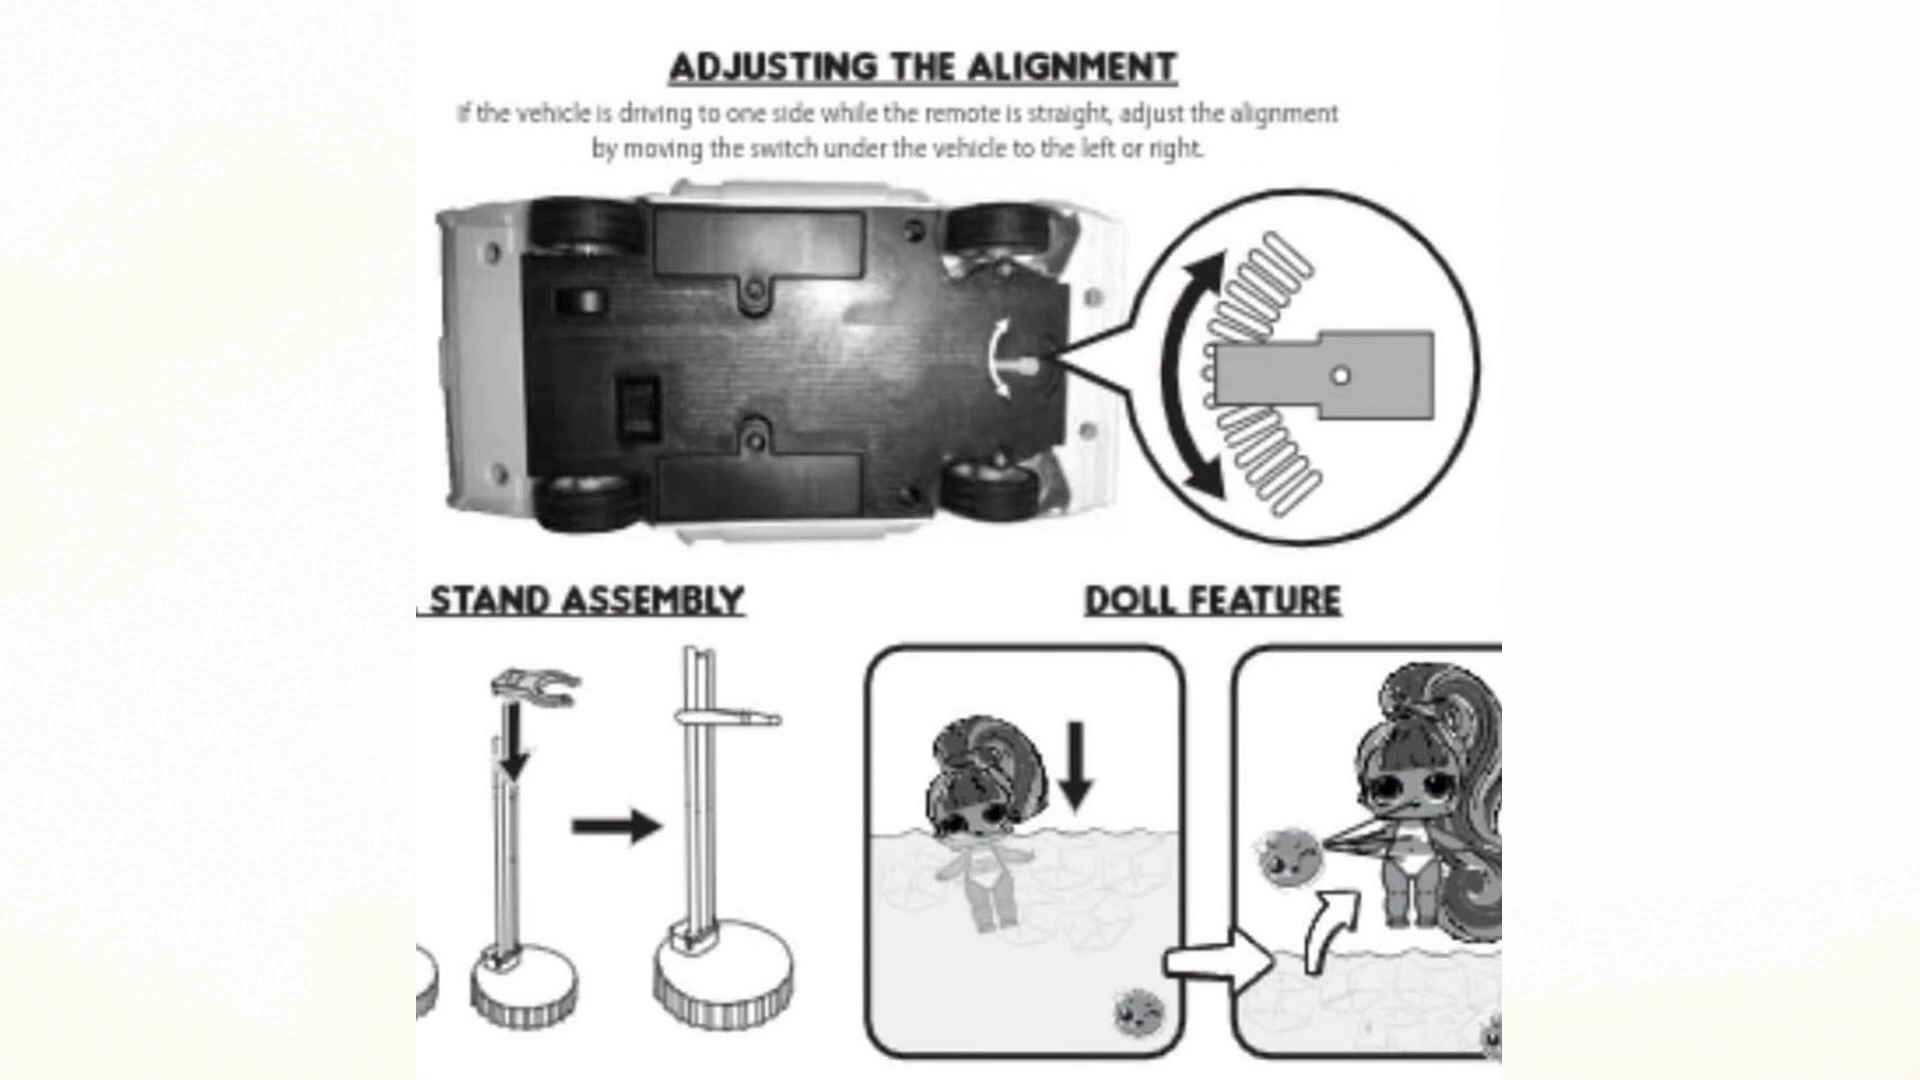 ADJUSTING THE ALIGNMENT
If the vehicle is driving to one side while the remote is straight, adjust the alignment
by moving the switch under the vehicle to the left or right.
STAND ASSEMBLY
DOLL FEATURE